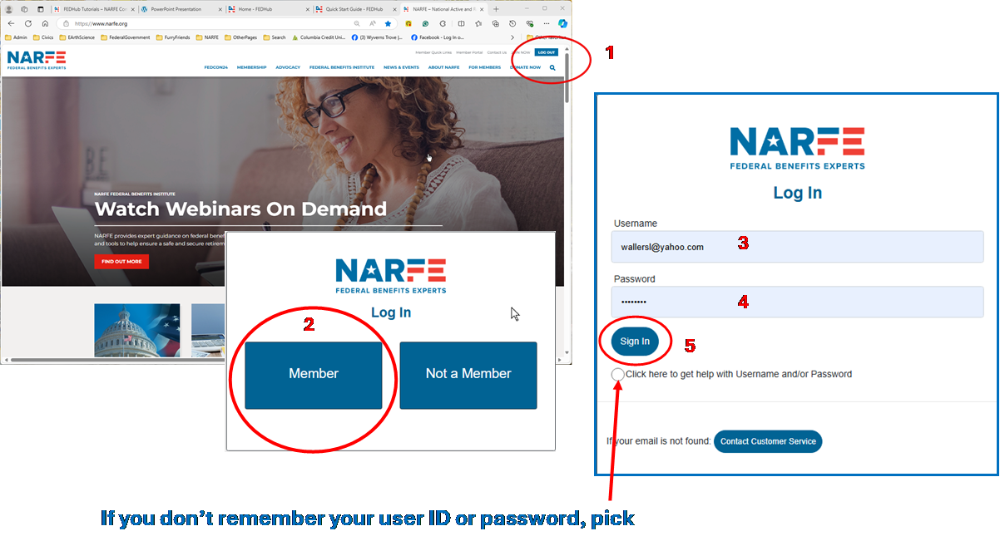 FEDHub Tutorials – NARFE Con
PowerPoint Presentation
Home - FEDHub
Quick Start Guide - FEDHub
NARFE – National Active and R
https://www.narfe.org
Admin
Civics
EArthScience
FederalGovernment
FurryFriends
NARFE
OtherPages
Search
Columbia Credit Uni...
(3) Wyverns Trove |...
Facebook - Log In o...
Other favorites
1
NARFE
FEDERAL BENEFITS EXPERTS
Member Quick Links
Member Portal
Contact Us
JOIN NOW
LOG OUT
FEDCON24
MEMBERSHIP
ADVOCACY
FEDERAL BENEFITS INSTITUTE
NEWS & EVENTS
ABOUT NARFE
FOR MEMBERS
DONATE NOW
NARFE FEDERAL BENEFITS INSTITUTE
Watch Webinars On Demand
NARFE provides expert guidance on federal benef
and tools to help ensure a safe and secure retirem
FIND OUT MORE
NARFE
FEDERAL BENEFITS EXPERTS
Log In
2
Member
Not a Member
NARFE
FEDERAL BENEFITS EXPERTS
Log In
Username
wallersl@yahoo.com
3
Password
••••••••
4
Sign In
5
Click here to get help with Username and/or Password
If your email is not found:
Contact Customer Service
If you don’t remember your user ID or password, pick